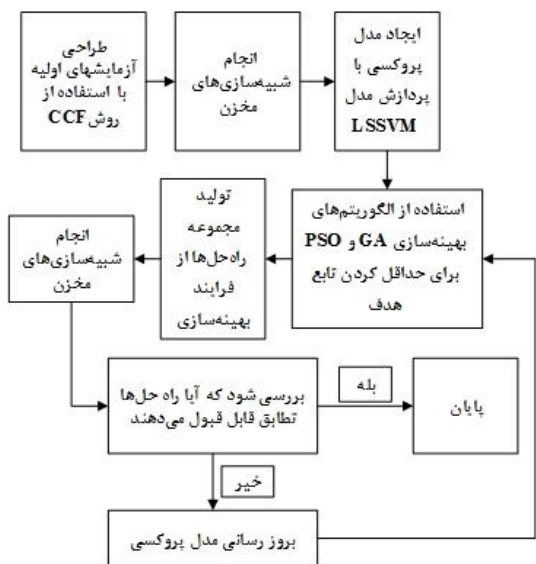 طراحی
آزمایشهای اولیه
با استفاده از
روش CCF
انجام
شبیه‌سازی‌های
مخزن
ایجاد مدل
پروکسی با
پردازش مدل
LSSVM
استفاده از الگوریتم‌های
بهینه‌سازی GA و PSO
برای حداقل کردن تابع
هدف
تولید
مجموعه
راه‌حل‌ها از
فرایند
بهینه‌سازی
انجام
شبیه‌سازی‌های
مخزن
بررسی شود که آیا راه حل‌ها
تطابق قابل قبول می‌دهند
بله
پایان
خیر
بروز رسانی مدل پروکسی